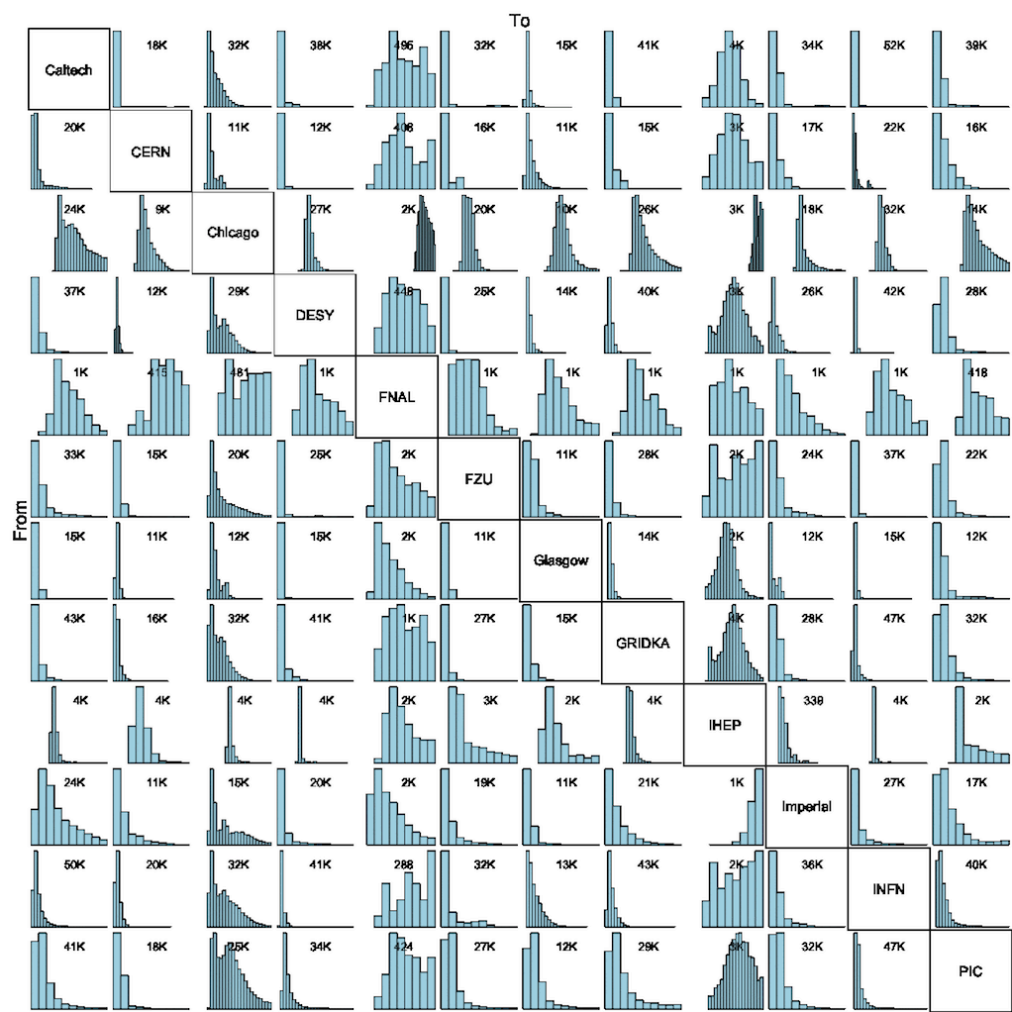 To
Caltech 18K 32K 38K 495 32K 15K 41K 4K 34K 52K 39K
20K CERN 11K 12K 408 16K 11K 15K 3K 17K 22K 16K
24K 9K Chicago 27K 2K 20K 10K 26K 3K 18K 32K 14K
37K 12K 29K DESY 448 25K 14K 40K 3K 26K 42K 28K
1K 415 481 1K FNAL 1K 1K 1K 1K 1K 1K 418
33K 15K 20K 25K 2K FZU 11K 28K 2K 24K 37K 22K
From
15K 11K 12K 15K 2K 11K Glasgow 14K 2K 12K 15K 12K
43K 16K 32K 41K 1K 27K 15K GRIDKA 4K 28K 47K 32K
4K 4K 4K 4K 2K 3K 2K 4K IHEP 339 4K 2K
24K 11K 15K 20K 2K 19K 11K 21K 1K Imperial 27K 17K
50K 20K 32K 41K 288 32K 13K 43K 2K 36K INFN 40K
41K 18K 25K 34K 424 27K 12K 29K 32K 47K PIC